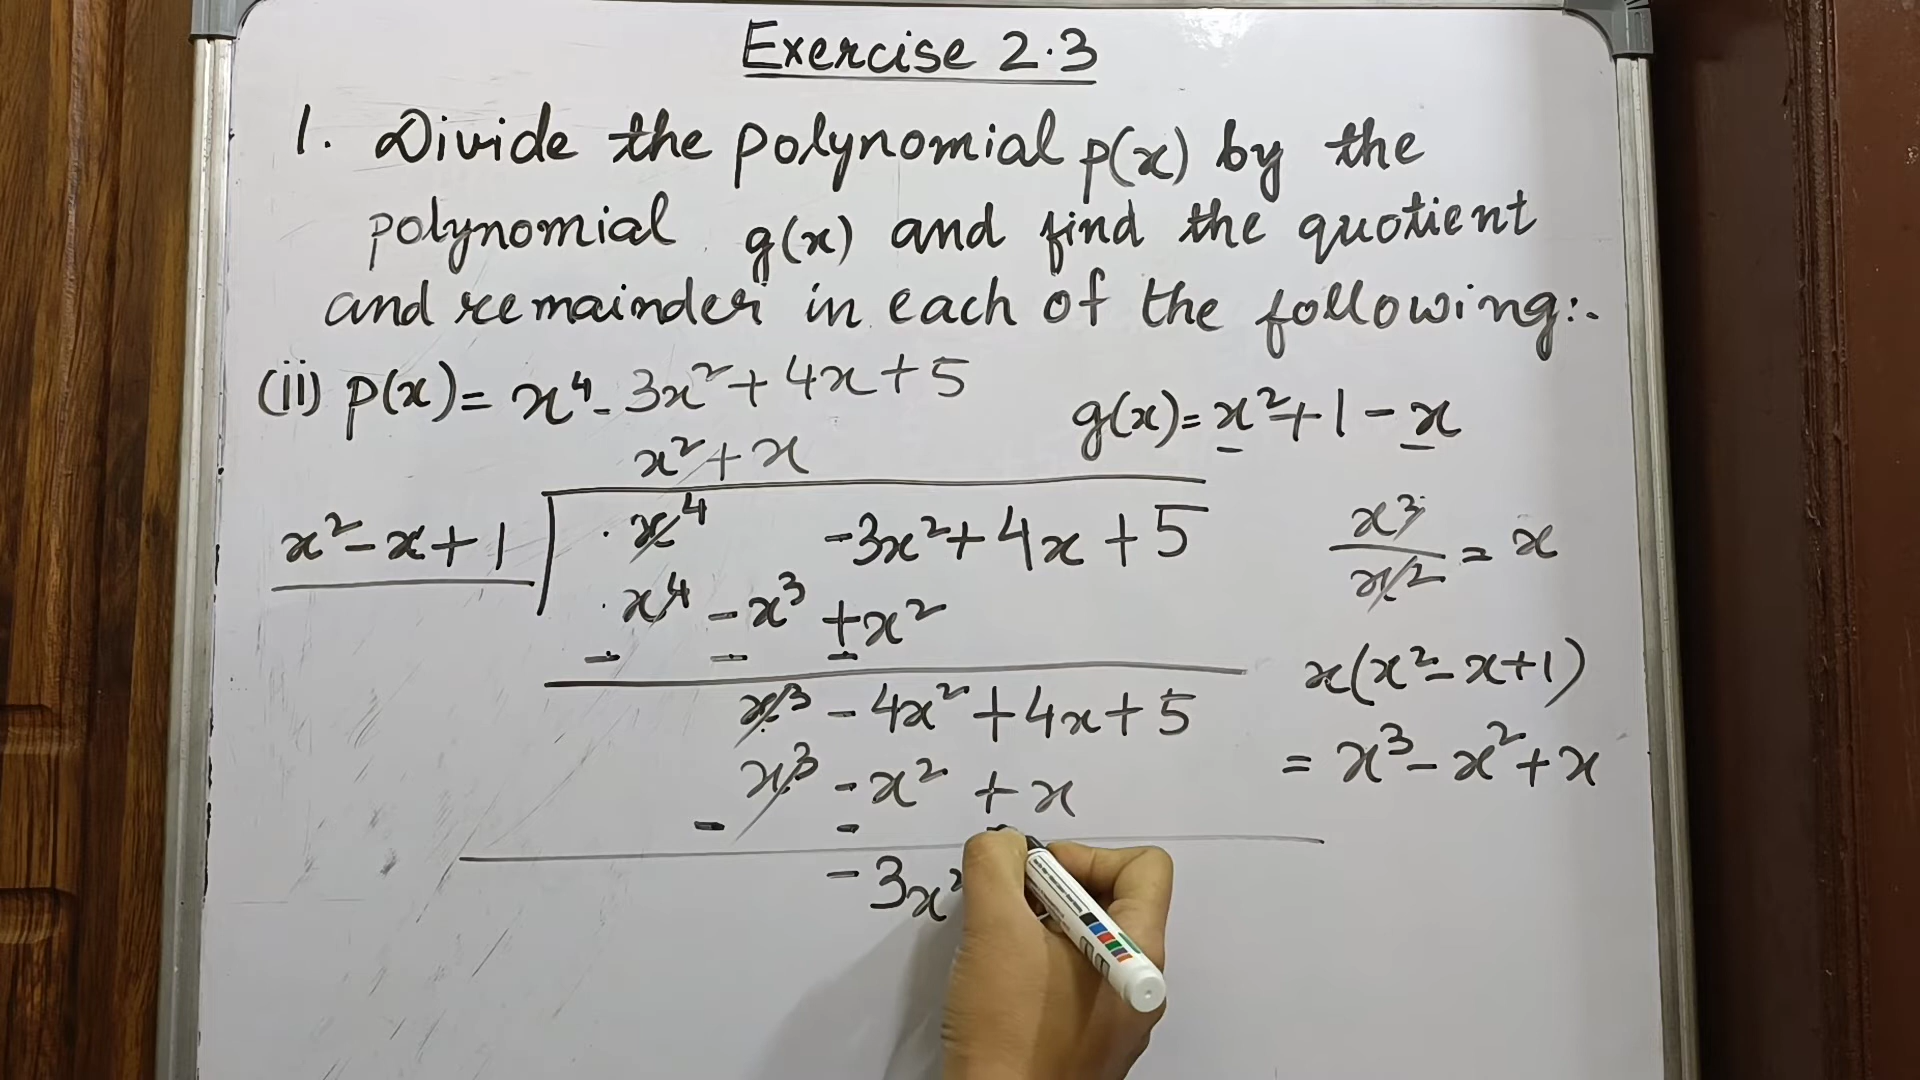 Exercise 2.3
1. Divide the polynomial p(x) by the
polynomial g(x) and find the quotient
and remainder in each of the following:-
(ii) p(x) = x⁴ - 3x² + 4x + 5
g(x) = x² + 1 - x
x² + x
x² - x + 1
x⁴ - 3x² + 4x + 5
x⁴ - x³ + x²
- - -
x³ - 4x² + 4x + 5
x³ - x² + x
- -
- 3x²
x³/x² = x
x(x² - x + 1)
= x³ - x² + x